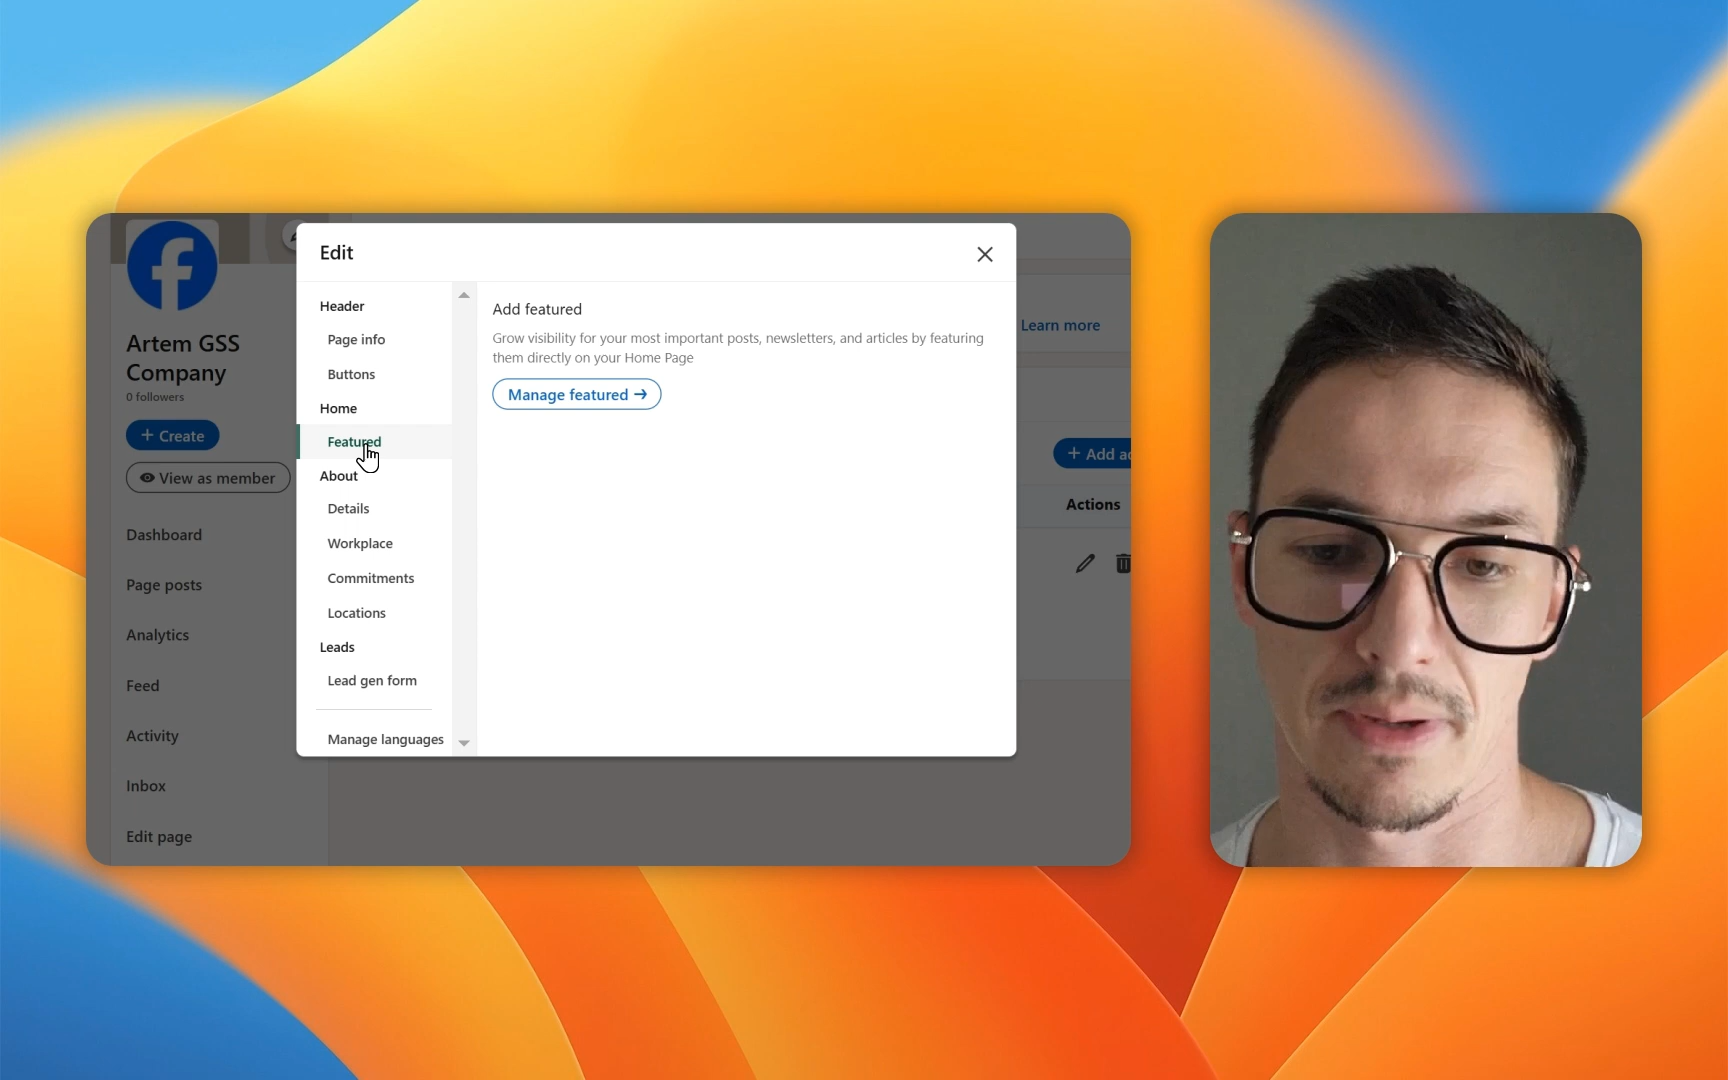 Artem GSS
Company
0 followers
+ Create
View as member
Dashboard
Page posts
Analytics
Feed
Activity
Inbox
Edit page
Edit
Header
Page info
Buttons
Home
Featured
About
Details
Workplace
Commitments
Locations
Leads
Lead gen form
Manage languages
Add featured
Grow visibility for your most important posts, newsletters, and articles by featuring
them directly on your Home Page
Manage featured →
Learn more
+ Add
Actions